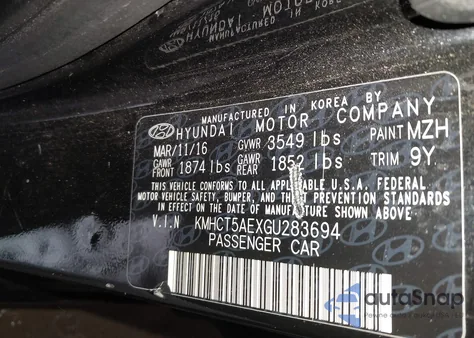 MANUFACTURED IN KOREA BY
HYUNDAI MOTOR COMPANY
MAR/11/16 GVWR 3549 lbs PAINT MZH
GAWR FRONT 1874 lbs GAWR REAR 1852 lbs TRIM 9Y
THIS VEHICLE CONFORMS TO ALL APPLICABLE U.S.A. FEDERAL
MOTOR VEHICLE SAFETY, BUMPER, AND THEFT PREVENTION STANDARDS
IN EFFECT ON THE DATE OF MANUFACTURE SHOWN ABOVE.
V.I.N KMHCT5AEXGU283694
PASSENGER CAR
autoSnap